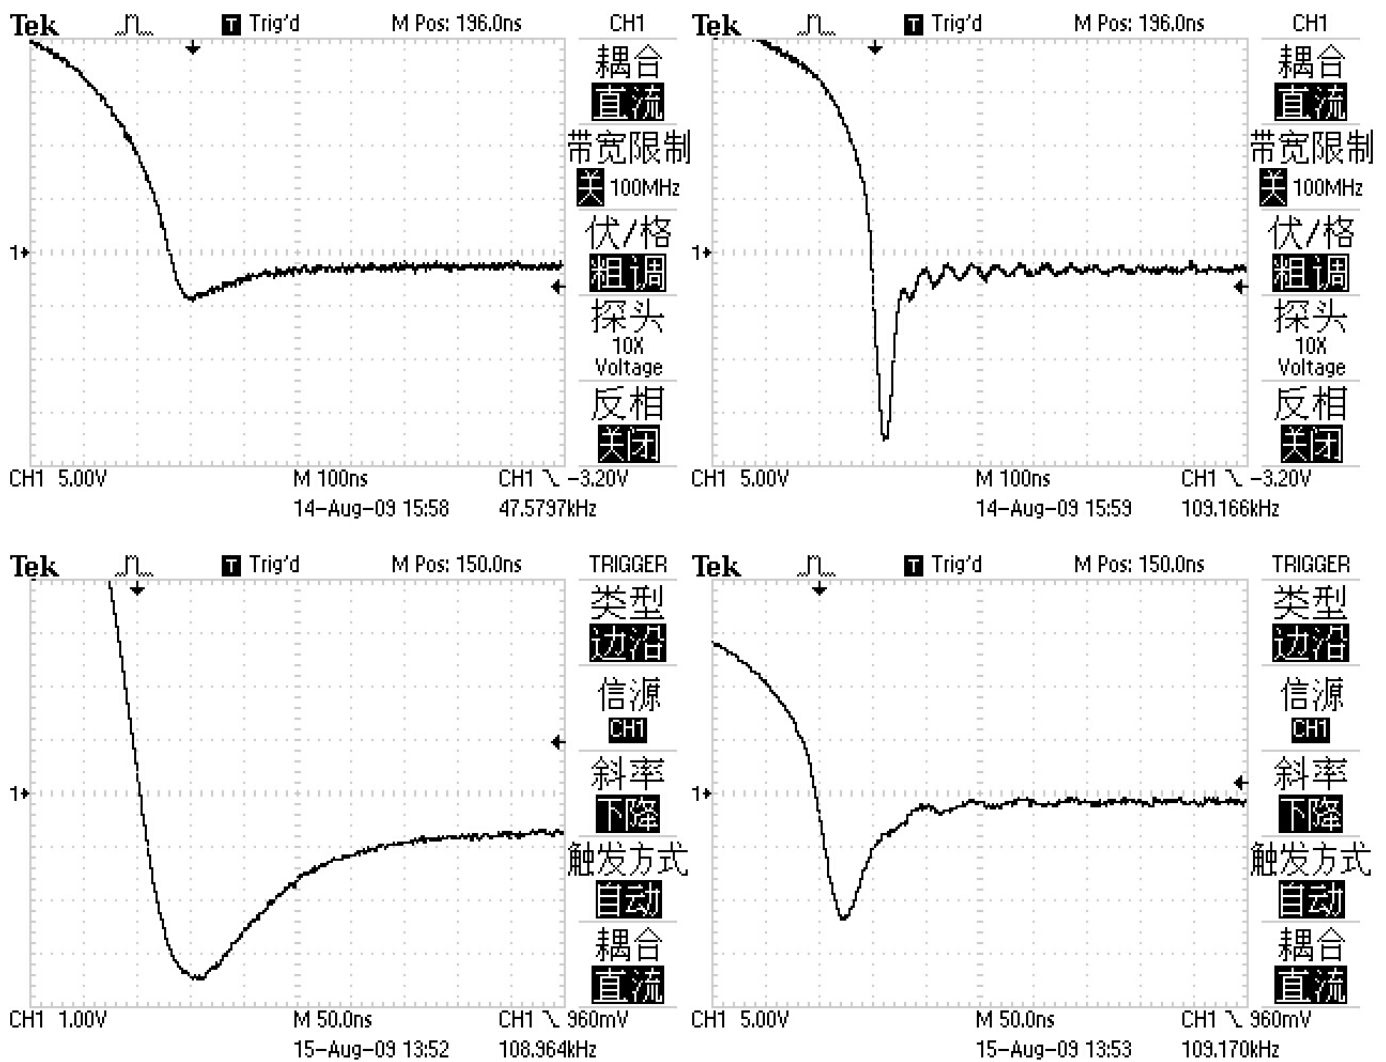 Tek Trig'd M Pos: 196.0ns CH1
耦合
直流
带宽限制
关 100MHz
伏/格
粗调
探头
10X
Voltage
反相
关闭
1
CH1 5.00V M 100ns CH1 -3.20V
14-Aug-09 15:58 47.5797kHz
Tek Trig'd M Pos: 196.0ns CH1
耦合
直流
带宽限制
关 100MHz
伏/格
粗调
探头
10X
Voltage
反相
关闭
1
CH1 5.00V M 100ns CH1 -3.20V
14-Aug-09 15:59 109.166kHz
Tek Trig'd M Pos: 150.0ns TRIGGER
类型
边沿
信源
CH1
斜率
下降
触发方式
自动
耦合
直流
1
CH1 1.00V M 50.0ns CH1 960mV
15-Aug-09 13:52 108.964kHz
Tek Trig'd M Pos: 150.0ns TRIGGER
类型
边沿
信源
CH1
斜率
下降
触发方式
自动
耦合
直流
1
CH1 5.00V M 50.0ns CH1 960mV
15-Aug-09 13:53 109.170kHz